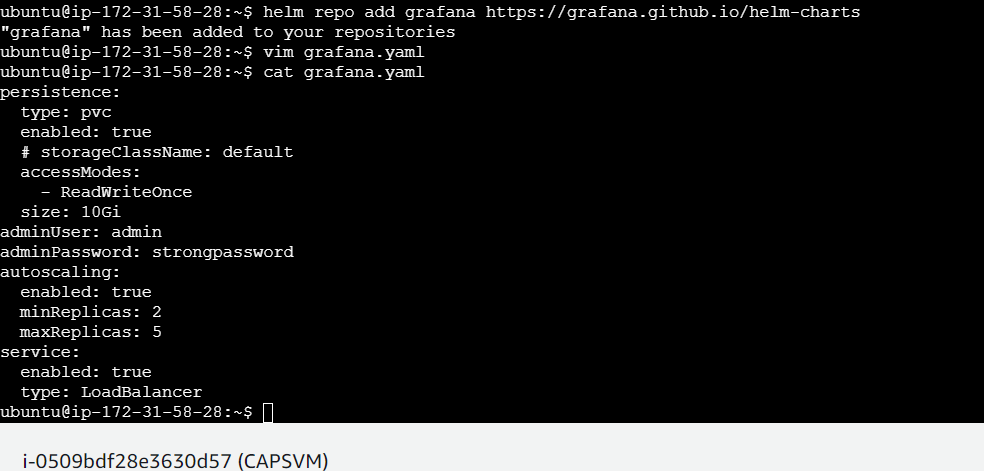 ubuntu@ip-172-31-58-28:~$ helm repo add grafana https://grafana.github.io/helm-charts
"grafana" has been added to your repositories
ubuntu@ip-172-31-58-28:~$ vim grafana.yaml
ubuntu@ip-172-31-58-28:~$ cat grafana.yaml
persistence:
  type: pvc
  enabled: true
  # storageClassName: default
  accessModes:
    - ReadWriteOnce
  size: 10Gi
adminUser: admin
adminPassword: strongpassword
autoscaling:
  enabled: true
  minReplicas: 2
  maxReplicas: 5
service:
  enabled: true
  type: LoadBalancer
ubuntu@ip-172-31-58-28:~$
i-0509bdf28e3630d57 (CAPSVM)